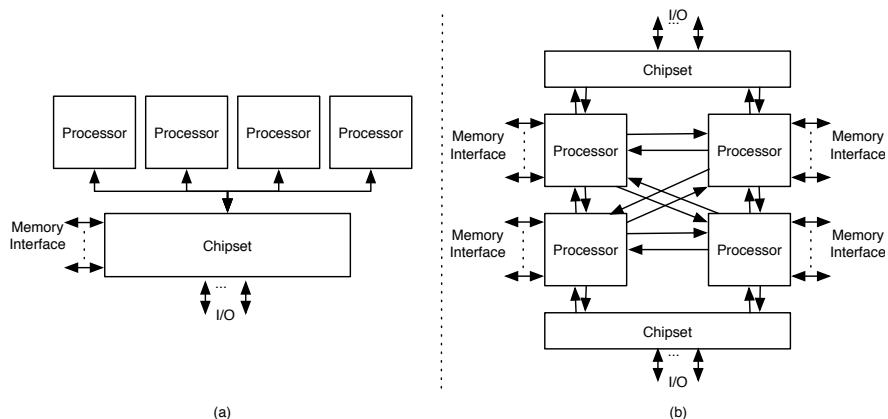 Processor
Processor
Processor
Processor
Memory
Interface
Chipset
...
I/O
(a)
I/O
...
Chipset
Memory
Interface
Processor
Processor
Memory
Interface
Memory
Interface
Processor
Processor
Memory
Interface
Chipset
...
I/O
(b)